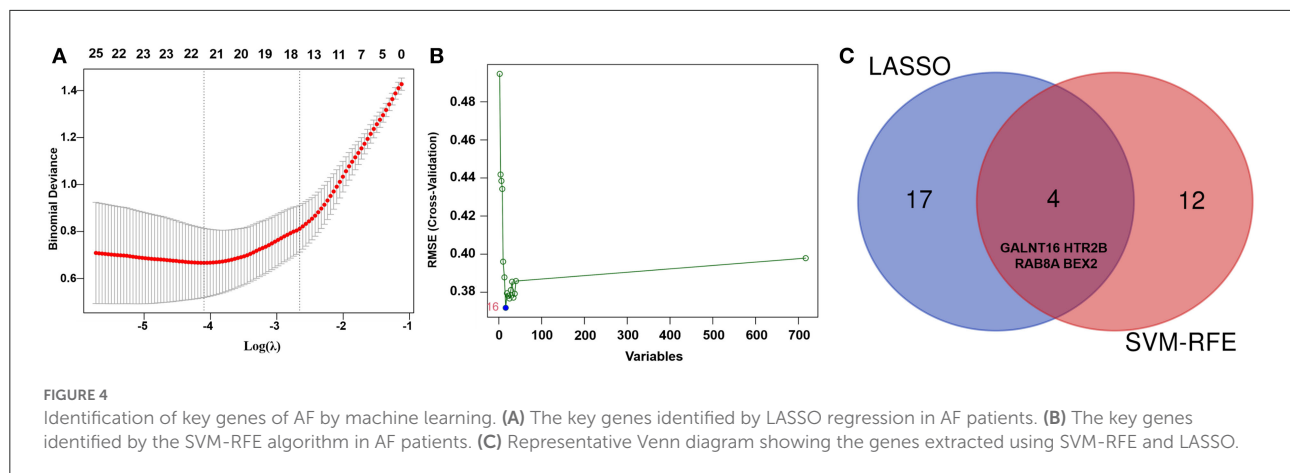 A
25 22 23 23 22 21 20 19 18 13 11 7 5 0
Binomial Deviance
1.4
1.2
1.0
0.8
0.6
-5 -4 -3 -2 -1
Log(λ)
B
RMSE (Cross-Validation)
0.48
0.46
0.44
0.42
0.40
0.38
16
0 100 200 300 400 500 600 700
Variables
C
LASSO
17
4
12
GALNT16 HTR2B
RAB8A BEX2
SVM-RFE
FIGURE 4
Identification of key genes of AF by machine learning. (A) The key genes identified by LASSO regression in AF patients. (B) The key genes
identified by the SVM-RFE algorithm in AF patients. (C) Representative Venn diagram showing the genes extracted using SVM-RFE and LASSO.